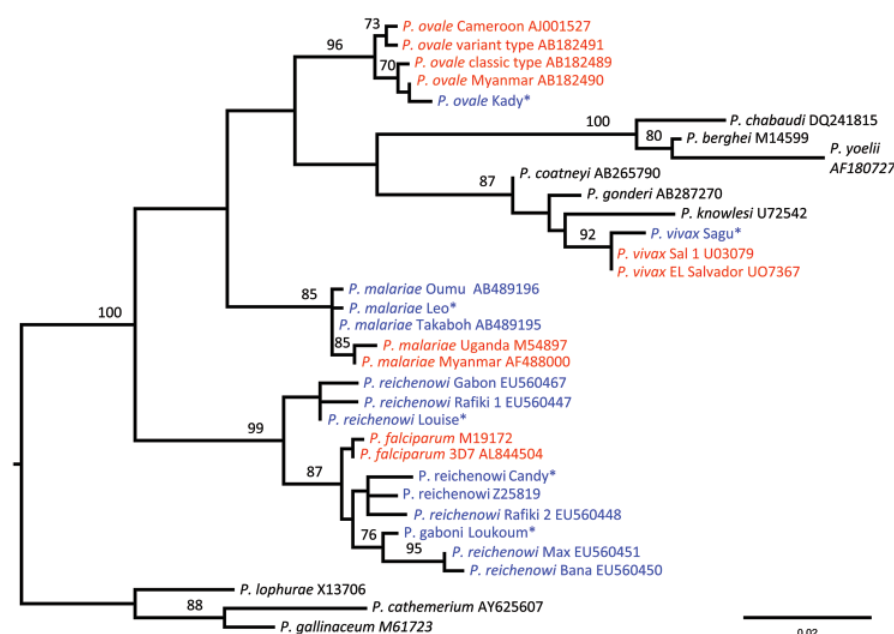 73
P. ovale Cameroon AJ001527
96
P. ovale variant type AB182491
70
P. ovale classic type AB182489
P. ovale Myanmar AB182490
P. ovale Kady*
100
P. chabaudi DQ241815
80
P. berghei M14599
P. yoelii
AF180727
87
P. coatneyi AB265790
P. gonderi AB287270
P. knowlesi U72542
92
P. vivax Sagu*
P. vivax Sal 1 U03079
P. vivax EL Salvador UO7367
85
P. malariae Oumu AB489196
P. malariae Leo*
100
P. malariae Takaboh AB489195
85
P. malariae Uganda M54897
P. malariae Myanmar AF488000
P. reichenowi Gabon EU560467
P. reichenowi Rafiki 1 EU560447
P. reichenowi Louise*
99
P. falciparum M19172
P. falciparum 3D7 AL844504
87
P. reichenowi Candy*
P. reichenowi Z25819
P. reichenowi Rafiki 2 EU560448
76
P. gaboni Loukoum*
95
P. reichenowi Max EU560451
P. reichenowi Bana EU560450
P. lophurae X13706
88
P. cathemerium AY625607
P. gallinaceum M61723
0.02